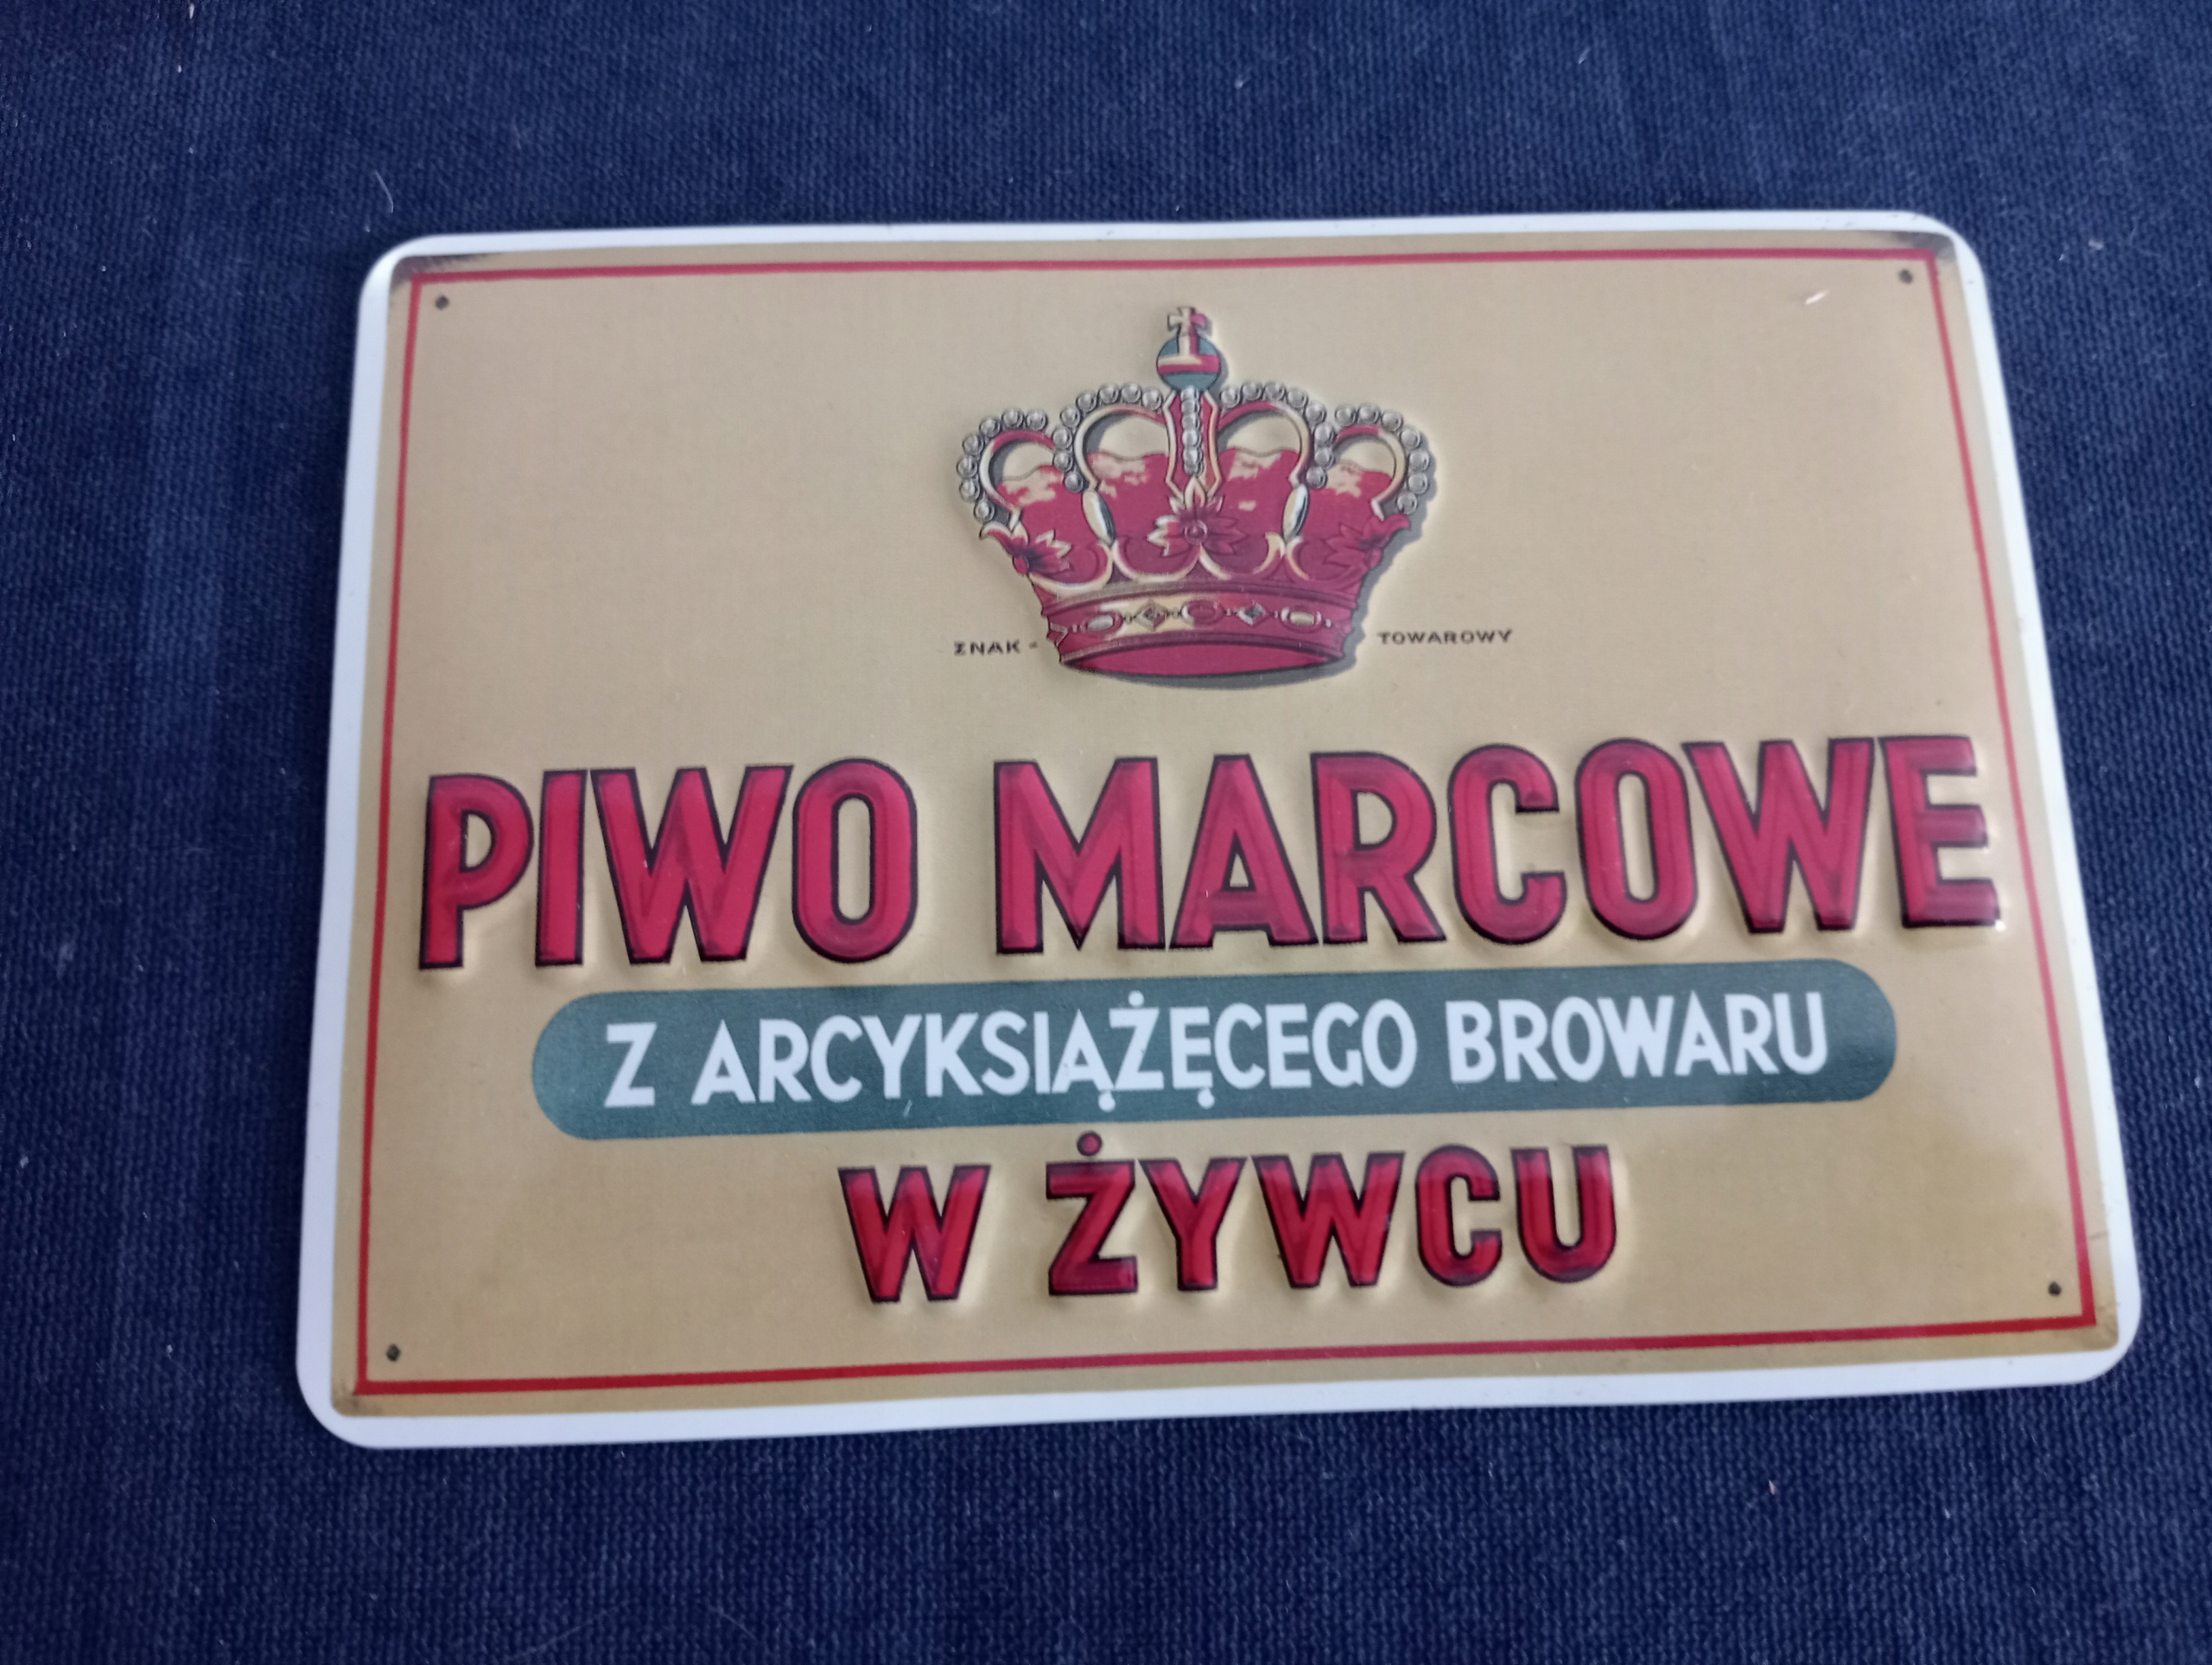 ZNAK - TOWAROWY
PIWO MARCOWE
Z ARCYKSIĄŻĘCEGO BROWARU
W ŻYWCU